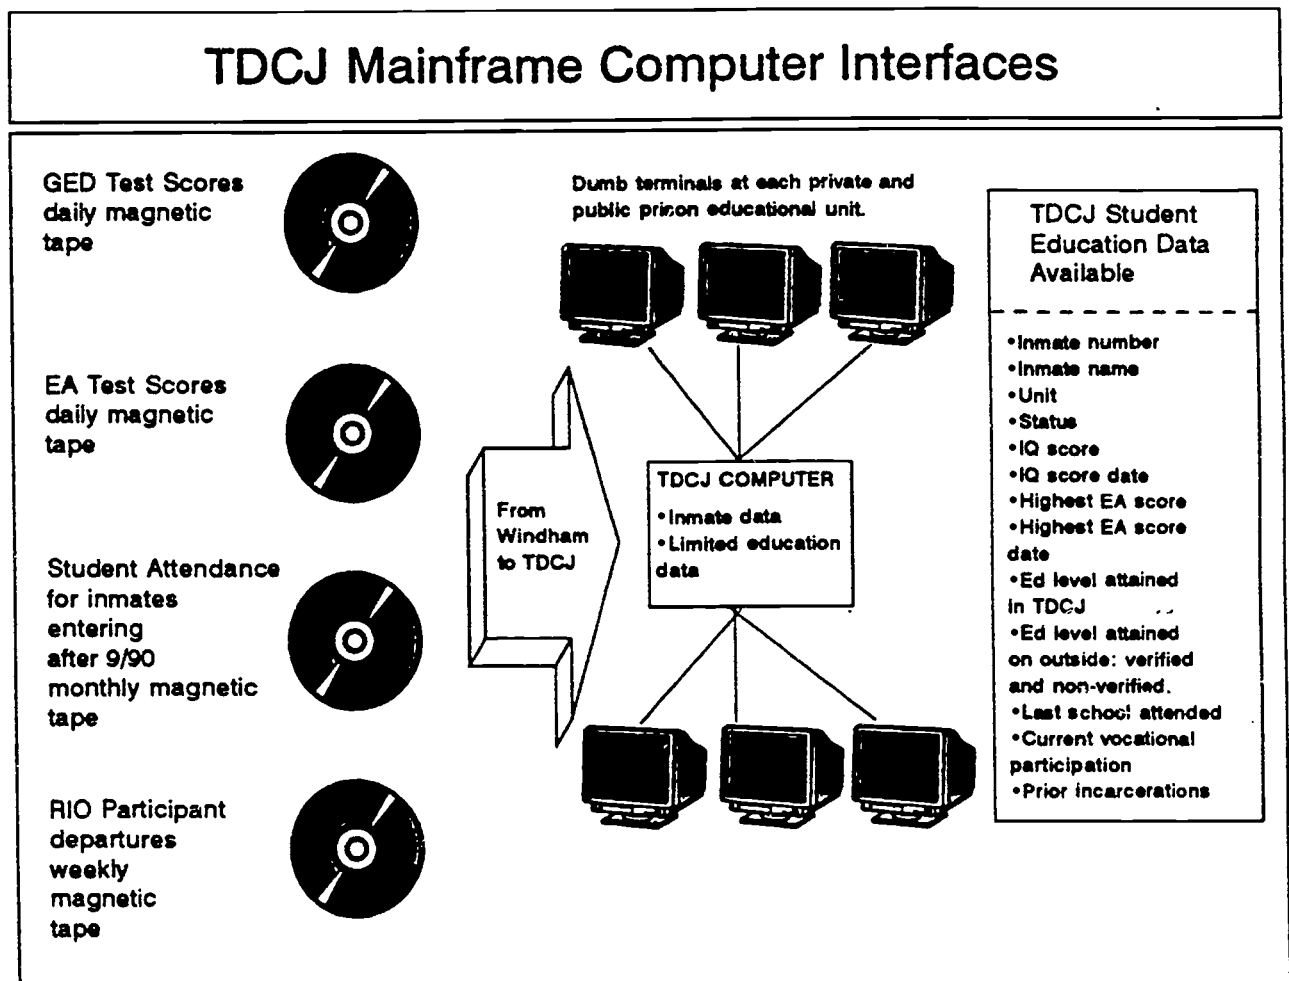 TDCJ Mainframe Computer Interfaces
GED Test Scores
daily magnetic
tape
EA Test Scores
daily magnetic
tape
Student Attendance
for inmates
entering
after 9/90
monthly magnetic
tape
RIO Participant
departures
weekly
magnetic
tape
From
Windham
to TDCJ
Dumb terminals at each private and
public prison educational unit.
TDCJ COMPUTER
•Inmate data
•Limited education
data
TDCJ Student
Education Data
Available
•Inmate number
•Inmate name
•Unit
•Status
•IQ score
•IQ score date
•Highest EA score
•Highest EA score
date
•Ed level attained
in TDCJ
•Ed level attained
on outside: verified
and non-verified.
•Last school attended
•Current vocational
participation
•Prior incarcerations